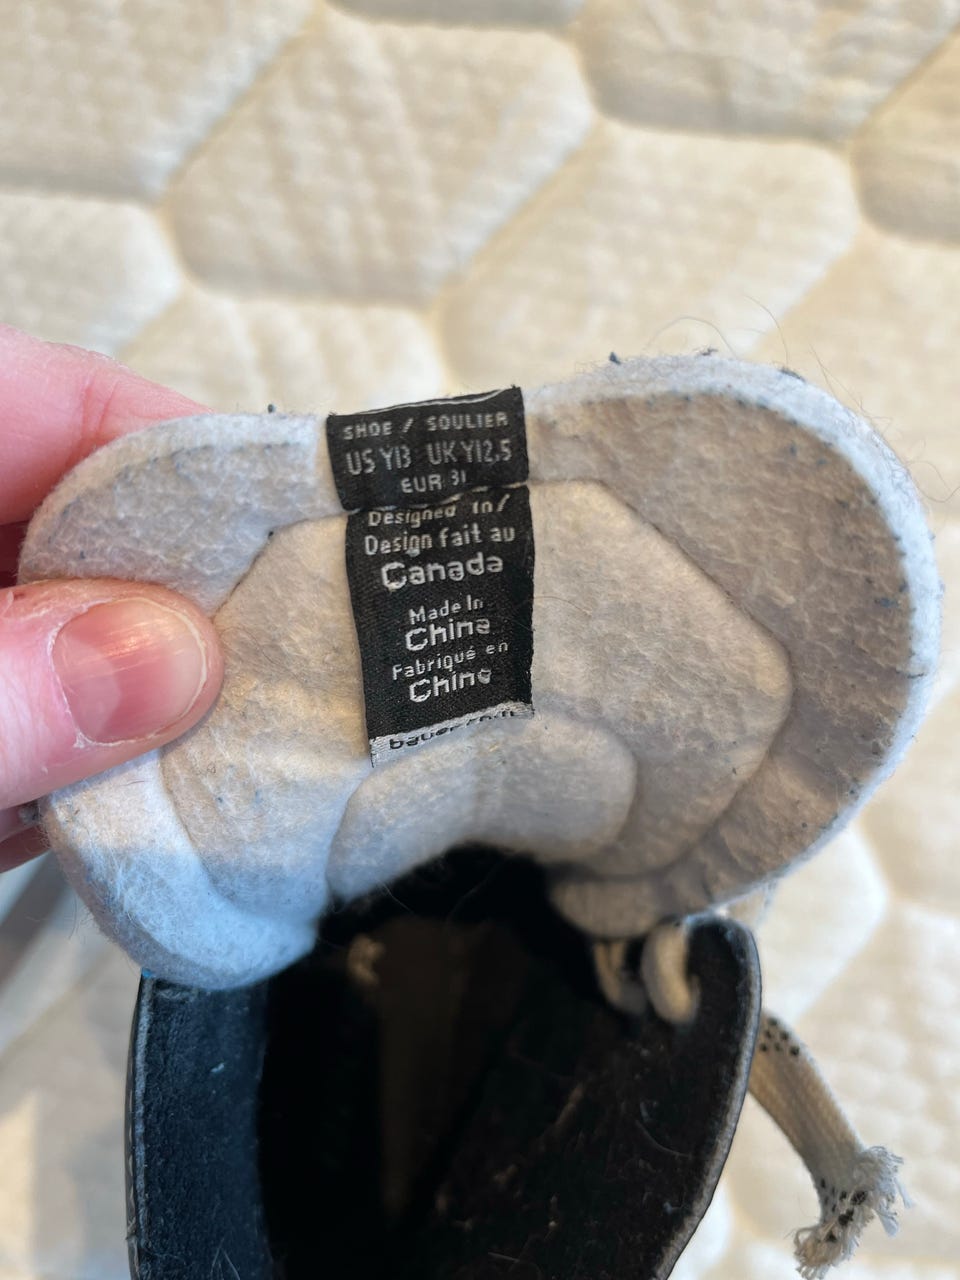 SHOE / SOULIER
US Y13 UK Y12.5
EUR 31
Designed in/
Design fait au
Canada
Made In
China
Fabriqué en
Chine